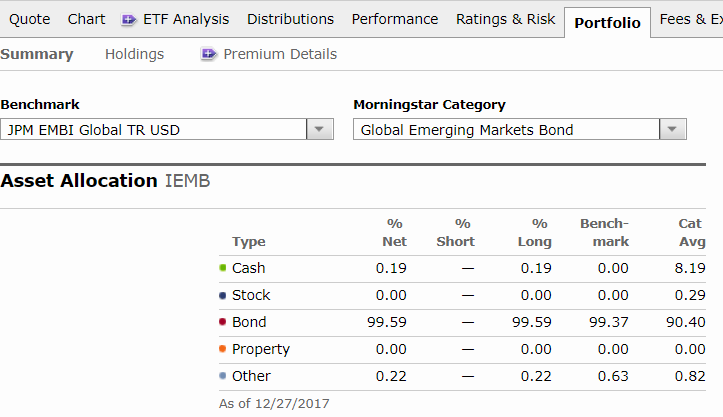 Quote Chart ETF Analysis Distributions Performance Ratings & Risk Portfolio Fees & Ex
Summary Holdings Premium Details
Benchmark Morningstar Category
JPM EMBI Global TR USD Global Emerging Markets Bond
Asset Allocation IEMB
% % % Bench- Cat
Type Net Short Long mark Avg
Cash 0.19 — 0.19 0.00 8.19
Stock 0.00 — 0.00 0.00 0.29
Bond 99.59 — 99.59 99.37 90.40
Property 0.00 — 0.00 0.00 0.00
Other 0.22 — 0.22 0.63 0.82
As of 12/27/2017